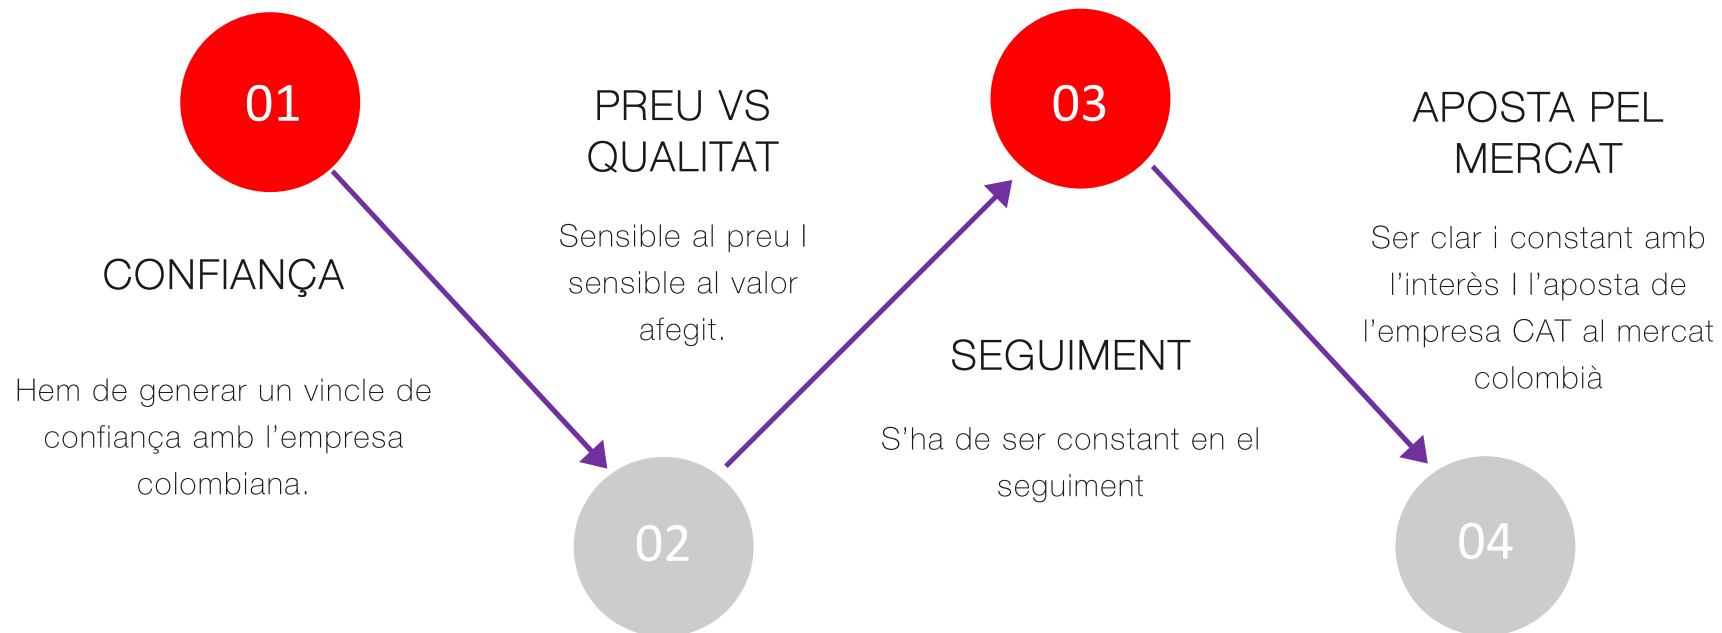 01
CONFIANÇA
Hem de generar un vincle de
confiança amb l’empresa
colombiana.
PREU VS
QUALITAT
Sensible al preu I
sensible al valor
afegit.
02
03
SEGUIMENT
S’ha de ser constant en el
seguiment
APOSTA PEL
MERCAT
Ser clar i constant amb
l’interès I l’aposta de
l’empresa CAT al mercat
colombià
04